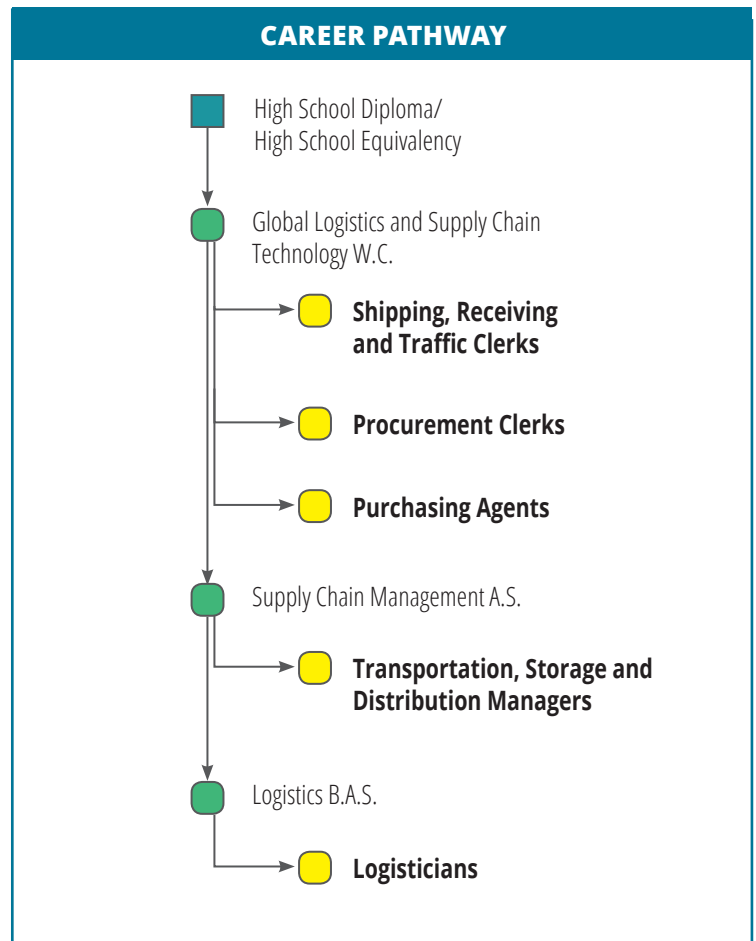 CAREER PATHWAY
High School Diploma/
High School Equivalency
Global Logistics and Supply Chain
Technology W.C.
Shipping, Receiving
and Traffic Clerks
Procurement Clerks
Purchasing Agents
Supply Chain Management A.S.
Transportation, Storage and
Distribution Managers
Logistics B.A.S.
Logisticians